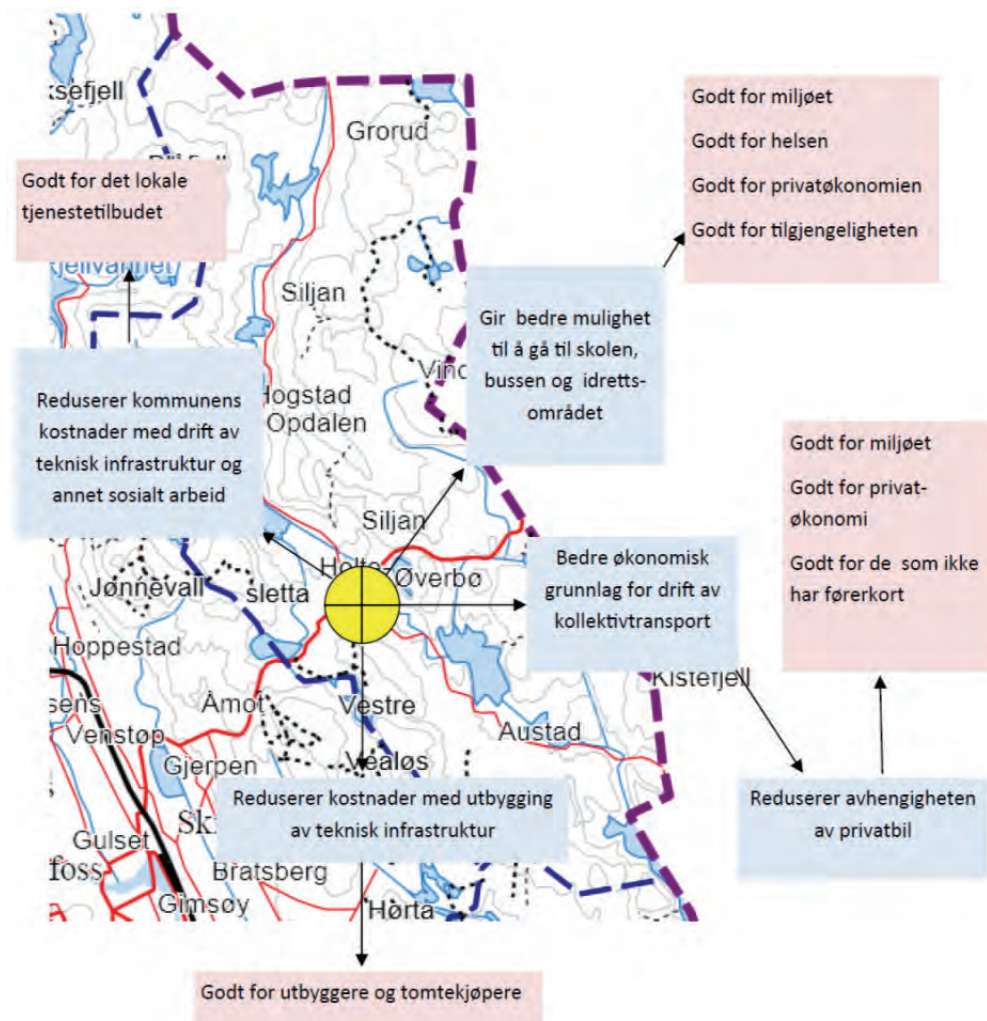 Grorud
Godt for miljøet
Godt for helsen
Godt for privatøkonomien
Godt for tilgjengeligheten
Godt for det lokale
tjenestetilbudet
Siljan
Gir bedre mulighet
til å gå til skolen,
bussen og idretts-
området
Reduserer kommunens
kostnader med drift av
teknisk infrastruktur og
annet sosialt arbeid
Opdalen
Godt for miljøet
Godt for privat-
økonomi
Godt for de som ikke
har førerkort
Siljan
Øverbø
Bedre økonomisk
grunnlag for drift av
kollektivtransport
Jønnevall
sletta
Hoppestad
Kistefjell
Åmot
Vestre
Austad
Venstøp
Gjerpen
Vealøs
Reduserer kostnader med utbygging
av teknisk infrastruktur
Reduserer avhengigheten
av privatbil
Gulset
Bratsberg
Gimsøy
Hørta
Godt for utbyggere og tomtekjøpere